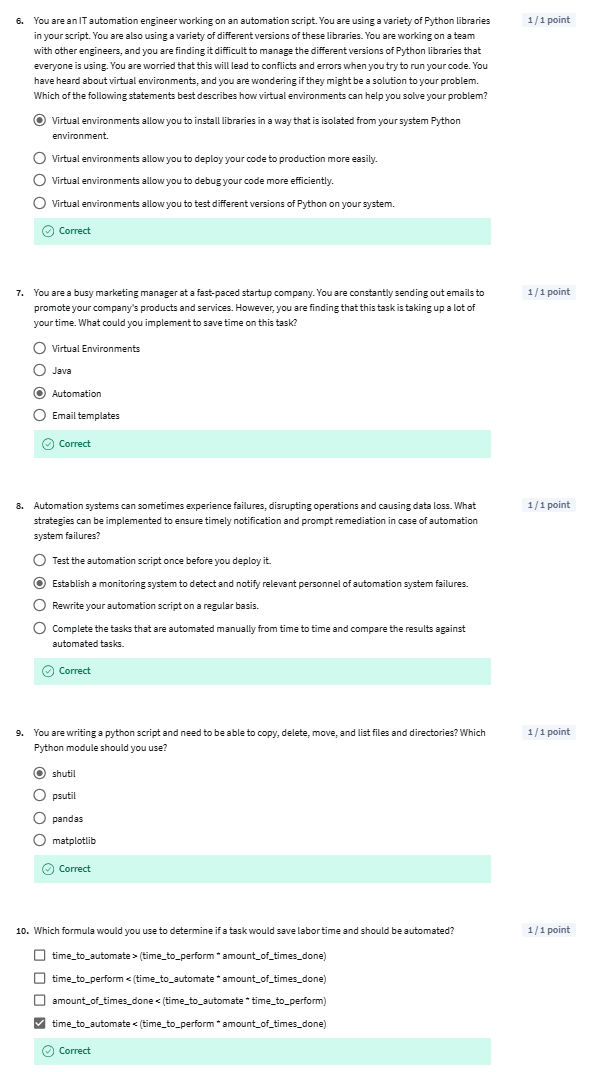 6. You are an IT automation engineer working on an automation script. You are using a variety of Python libraries
1 / 1 point
in your script. You are also using a variety of different versions of these libraries. You are working on a team
with other engineers, and you are finding it difficult to manage the different versions of Python libraries that
everyone is using. You are worried that this will lead to conflicts and errors when you try to run your code. You
have heard about virtual environments, and you are wondering if they might be a solution to your problem.
Which of the following statements best describes how virtual environments can help you solve your problem?
Virtual environments allow you to install libraries in a way that is isolated from your system Python
environment.
Virtual environments allow you to deploy your code to production more easily.
Virtual environments allow you to debug your code more efficiently.
Virtual environments allow you to test different versions of Python on your system.
Correct
7. You are a busy marketing manager at a fast-paced startup company. You are constantly sending out emails to
1 / 1 point
promote your company's products and services. However, you are finding that this task is taking up a lot of
your time. What could you implement to save time on this task?
Virtual Environments
Java
Automation
Email templates
Correct
8. Automation systems can sometimes experience failures, disrupting operations and causing data loss. What
1 / 1 point
strategies can be implemented to ensure timely notification and prompt remediation in case of automation
system failures?
Test the automation script once before you deploy it.
Establish a monitoring system to detect and notify relevant personnel of automation system failures.
Rewrite your automation script on a regular basis.
Complete the tasks that are automated manually from time to time and compare the results against
automated tasks.
Correct
9. You are writing a python script and need to be able to copy, delete, move, and list files and directories? Which
1 / 1 point
Python module should you use?
shutil
psutil
pandas
matplotlib
Correct
10. Which formula would you use to determine if a task would save labor time and should be automated?
1 / 1 point
time_to_automate > (time_to_perform * amount_of_times_done)
time_to_perform < (time_to_automate * amount_of_times_done)
amount_of_times_done < (time_to_automate * time_to_perform)
time_to_automate < (time_to_perform * amount_of_times_done)
Correct